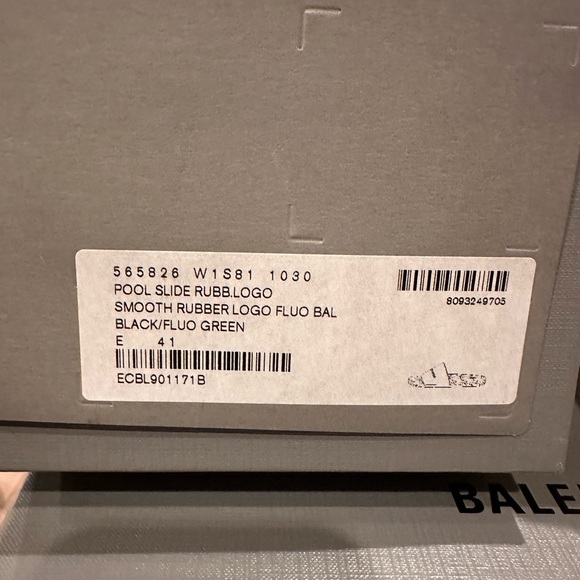 565826 W1S81 1030
POOL SLIDE RUBB.LOGO
SMOOTH RUBBER LOGO FLUO BAL
BLACK/FLUO GREEN
E 41
ECBL901171B
8093249705
BALE